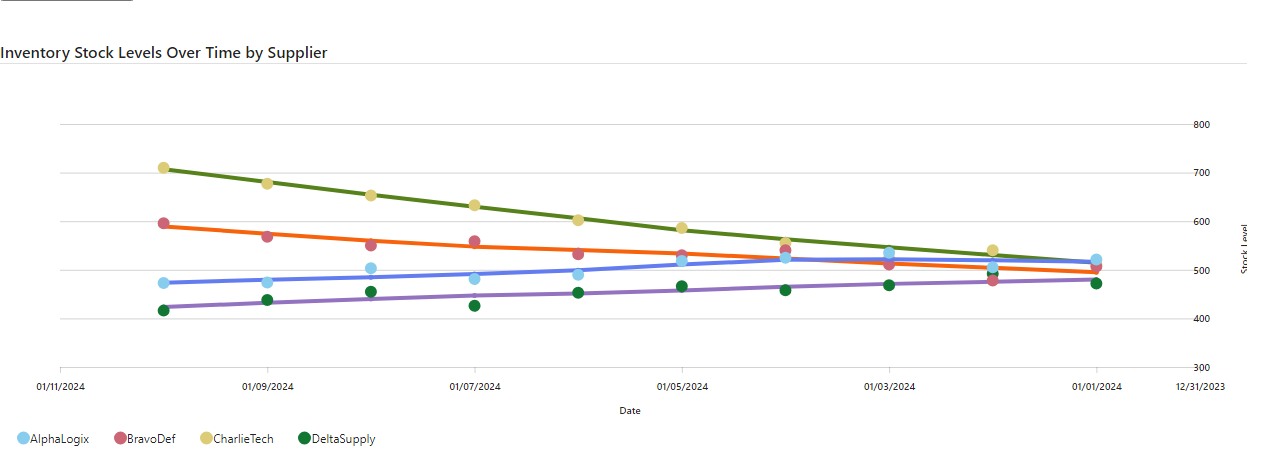 Inventory Stock Levels Over Time by Supplier
800
700
600
500
400
300
Stock Level
01/11/2024 01/09/2024 01/07/2024 01/05/2024 01/03/2024 01/01/2024 12/31/2023
Date
AlphaLogix BravoDef CharlieTech DeltaSupply